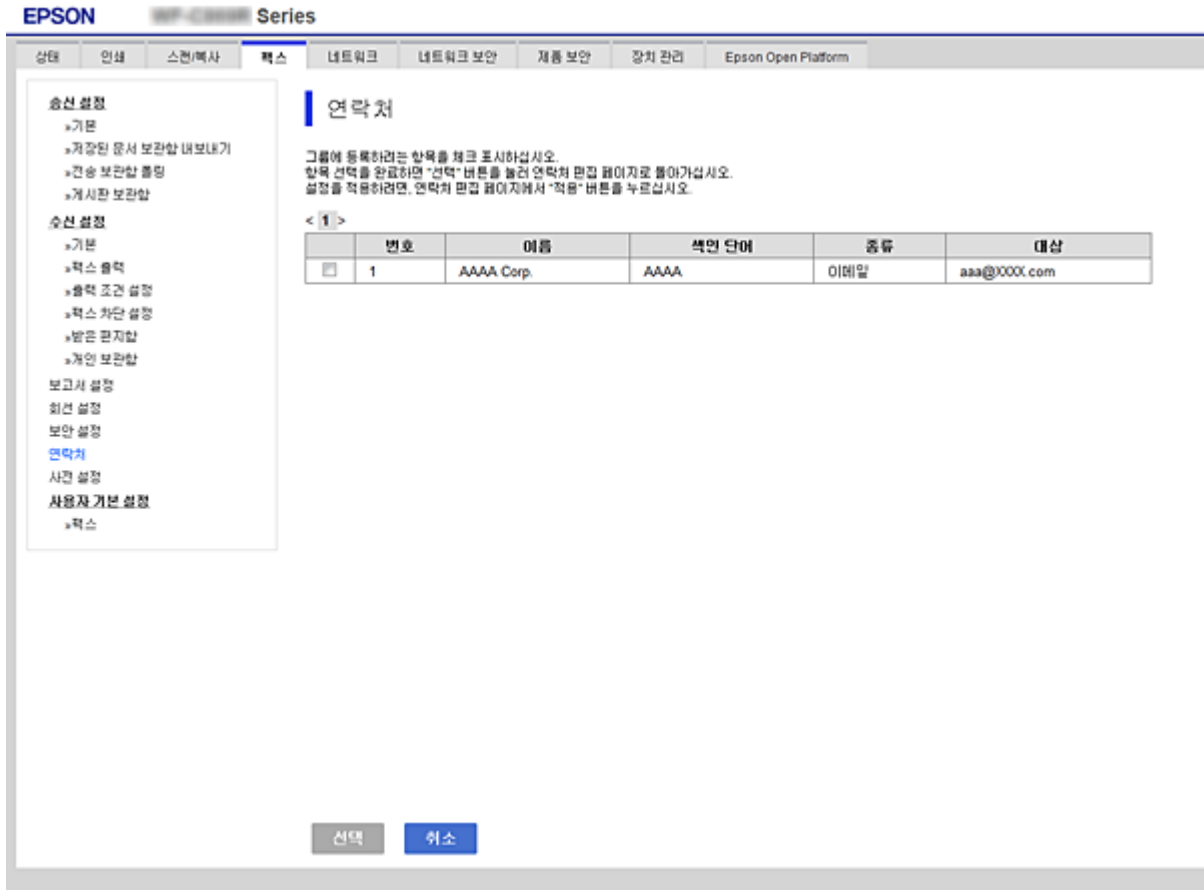 EPSON Series
상태 인쇄 스캔/복사 팩스 네트워크 네트워크 보안 제품 보안 장치 관리 Epson Open Platform
송신 설정
»기본
»저장된 문서 보관함 내보내기
»전송 보관함 폴링
»게시판 보관함
수신 설정
»기본
»팩스 출력
»출력 조건 설정
»팩스 차단 설정
»받은 편지함
»개인 보관함
보고서 설정
회선 설정
보안 설정
연락처
사전 설정
사용자 기본 설정
»팩스
연락처
그룹에 등록하려는 항목을 체크 표시하십시오.
항목 선택을 완료하면 "선택" 버튼을 눌러 연락처 편집 페이지로 돌아가십시오.
설정을 적용하려면, 연락처 편집 페이지에서 "적용" 버튼을 누르십시오.
< 1 >
번호 이름 색인 단어 종류 대상
1 AAAA Corp. AAAA 이메일 aaa@XXXX.com
선택 취소